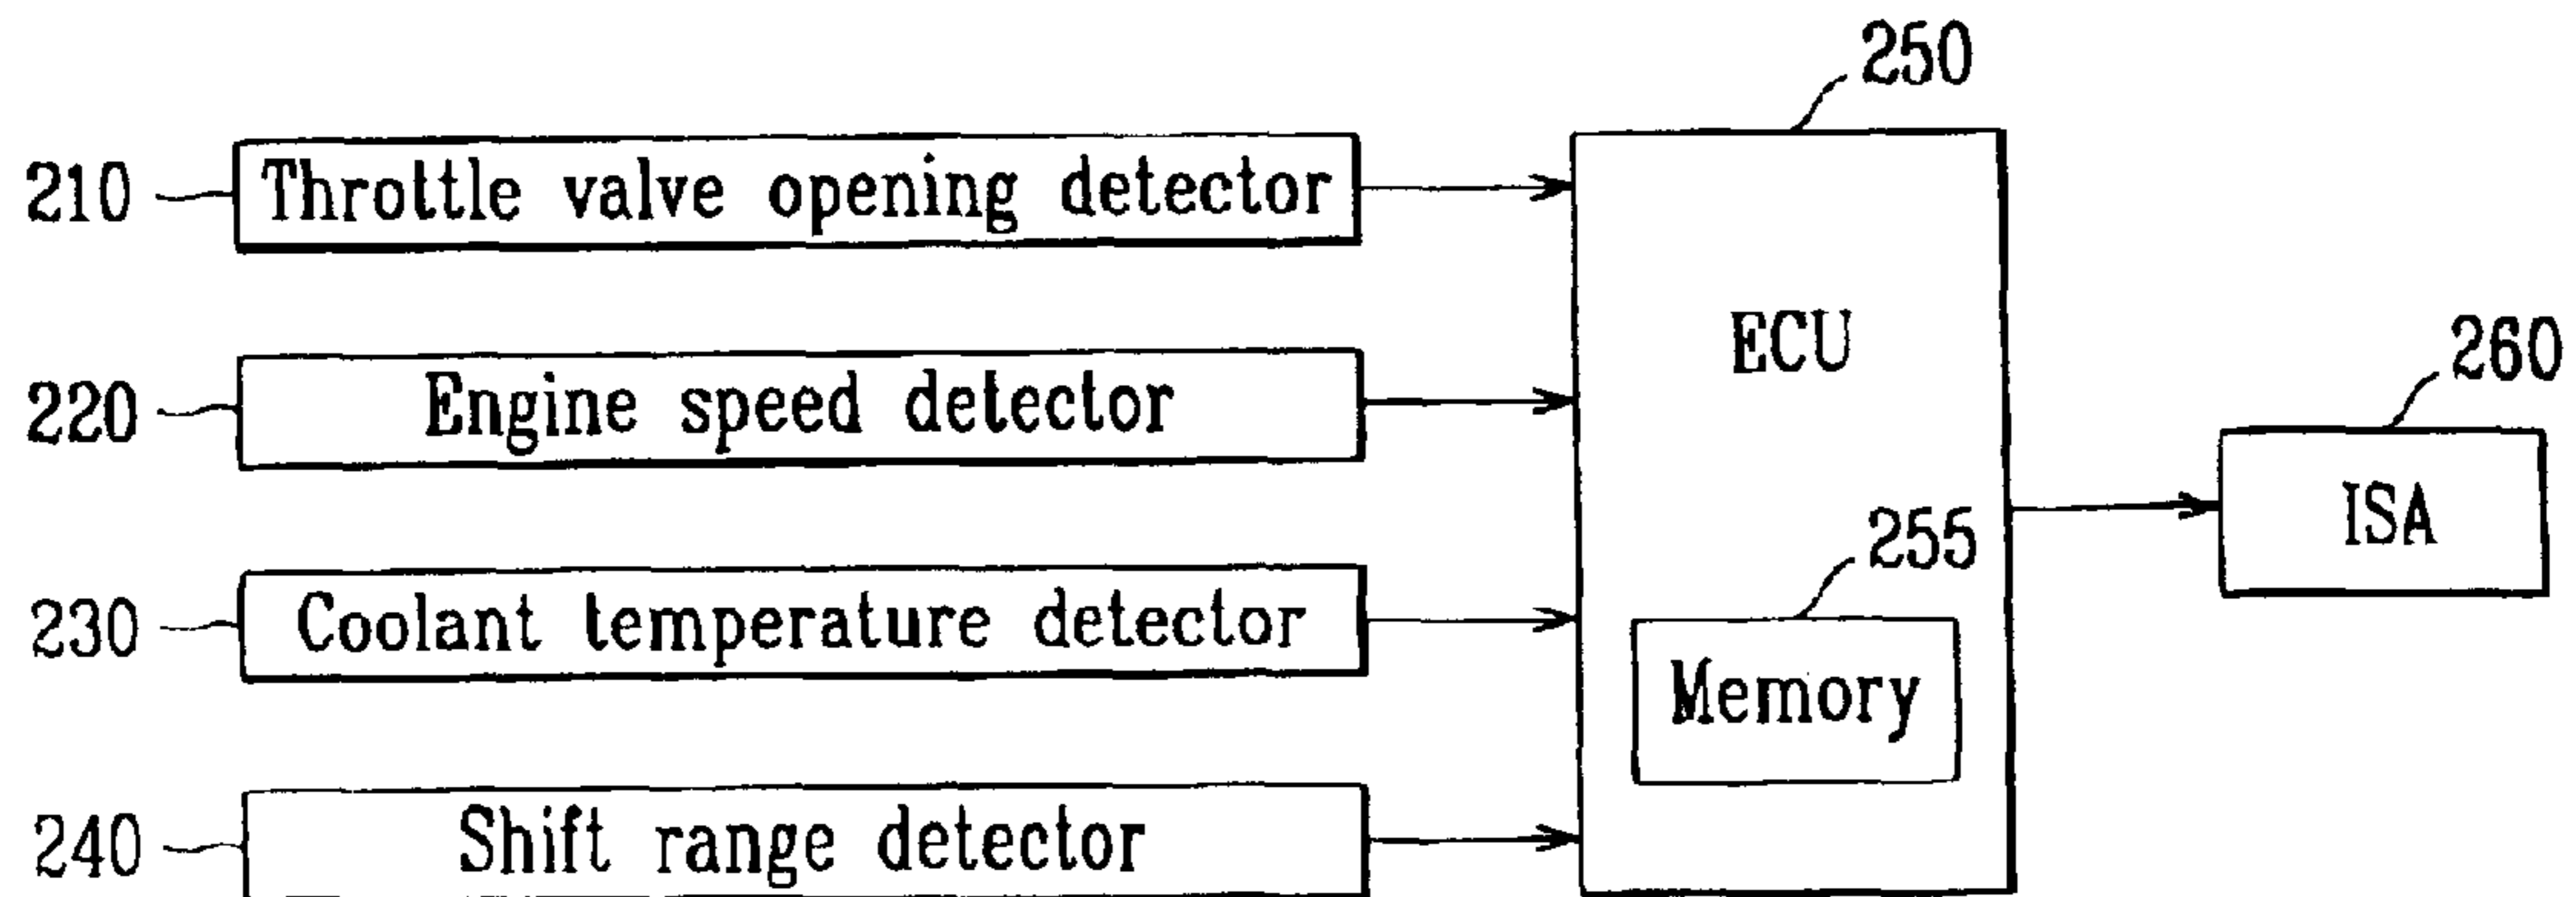 250
210 Throttle valve opening detector
ECU
260
220 Engine speed detector
ISA
255
230 Coolant temperature detector
Memory
240 Shift range detector